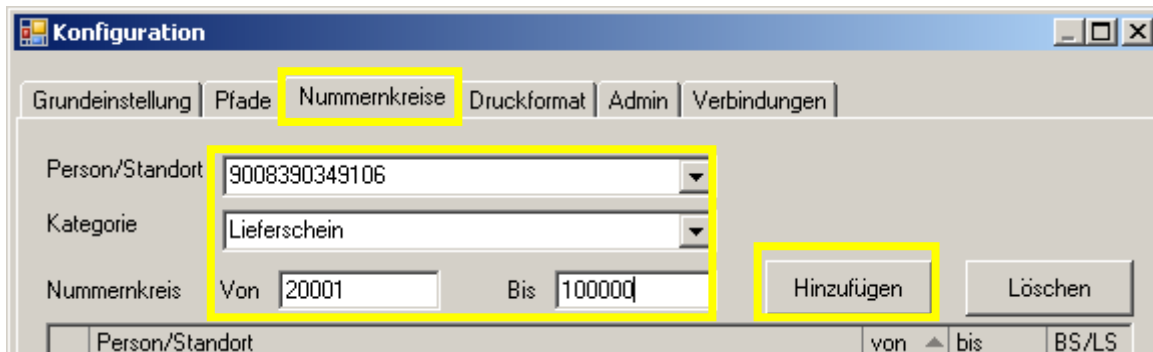 Konfiguration
Grundeinstellung Pfade Nummernkreise Druckformat Admin Verbindungen
Person/Standort 9008390349106
Kategorie Lieferschein
Nummernkreis Von 20001 Bis 100000 Hinzufügen Löschen
Person/Standort von bis BS/LS